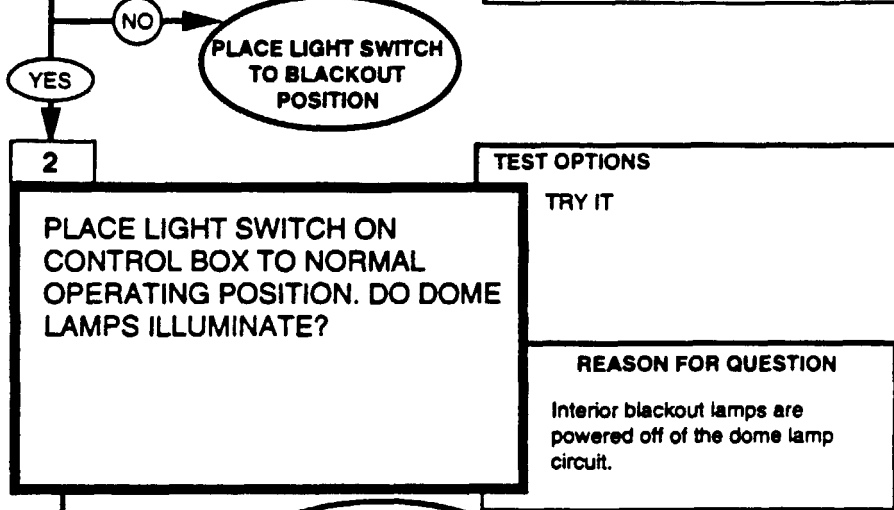 NO
PLACE LIGHT SWITCH
TO BLACKOUT
POSITION
YES
2
PLACE LIGHT SWITCH ON
CONTROL BOX TO NORMAL
OPERATING POSITION. DO DOME
LAMPS ILLUMINATE?
TEST OPTIONS
TRY IT
REASON FOR QUESTION
Interior blackout lamps are
powered off of the dome lamp
circuit.